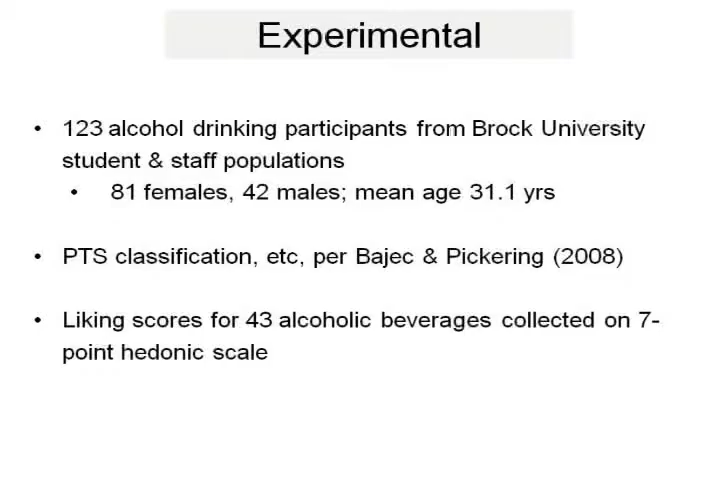 Experimental
• 123 alcohol drinking participants from Brock University
student & staff populations
• 81 females, 42 males; mean age 31.1 yrs
• PTS classification, etc, per Bajec & Pickering (2008)
• Liking scores for 43 alcoholic beverages collected on 7-
point hedonic scale